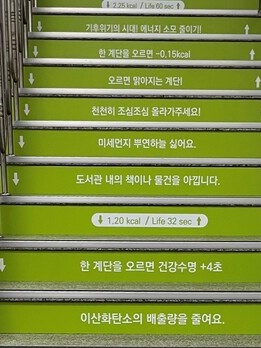 2.25 kcal / Life 60 sec
기후위기의 시대! 에너지 소모 줄이기!
한 계단을 오르면 -0.15kcal
오르면 맑아지는 계단!
천천히 조심조심 올라가주세요!
미세먼지 뿌연하늘 싫어요.
도서관 내의 책이나 물건을 아낍니다.
1.20 kcal / Life 32 sec
한 계단을 오르면 건강수명 +4초
이산화탄소의 배출량을 줄여요.